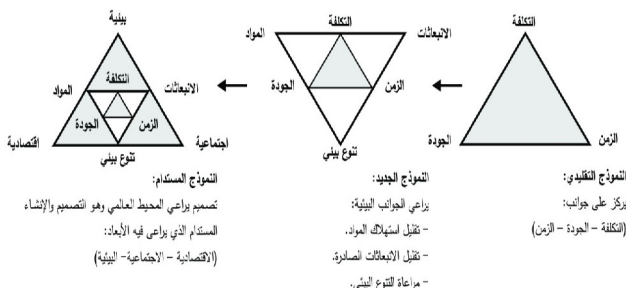 التكلفة
الجودة
الزمن
النموذج التقليدي:
يركز على جوانب:
(التكلفة - الجودة - الزمن)
الانبعاثات
التكلفة
المواد
الزمن
الجودة
تنوع بيئي
النموذج الجديد:
يراعي الجوانب البيئية:
- تقليل استهلاك المواد.
- تقليل الانبعاثات الصادرة.
- مراعاة التنوع البيئي.
بيئية
التكلفة
الانبعاثات
المواد
الزمن
الجودة
اجتماعية
تنوع بيئي
اقتصادية
النموذج المستدام:
تصميم يراعي المحيط العالمي وهو التصميم والإنشاء
المستدام الذي يراعى فيه الأبعاد:
(الاقتصادية - الاجتماعية- البيئية)